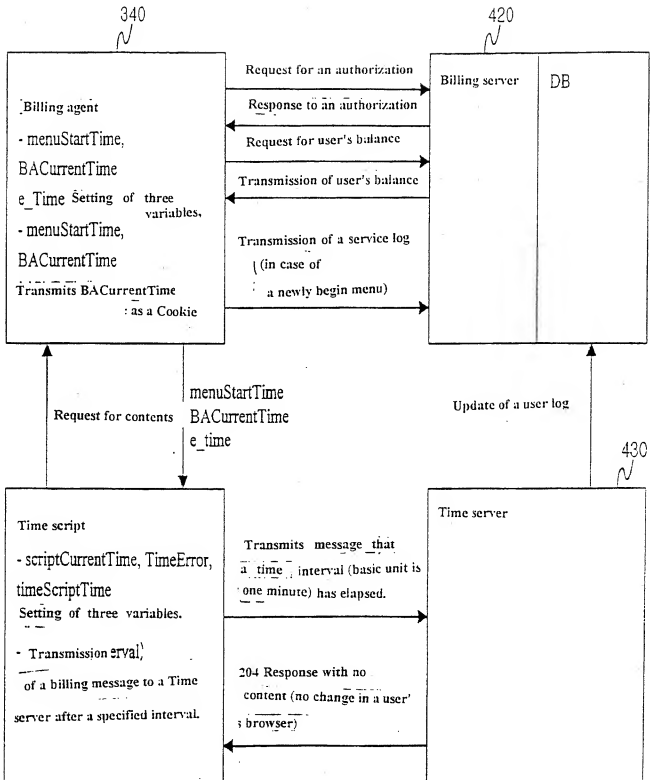 340
420
Billing agent
- menuStartTime,
BACurrentTime
e_Time Setting of three
variables,
- menuStartTime,
BACurrentTime
Transmits BACurrentTime
: as a Cookie
Request for an authorization
Response to an authorization
Request for user's balance
Transmission of user's balance
Transmission of a service log
(in case of
a newly begin menu)
Billing server
DB
Request for contents
menuStartTime
BACurrentTime
e_time
Update of a user log
430
Time script
- scriptCurrentTime, TimeError,
timeScriptTime
Setting of three variables.
- Transmission erval,
of a billing message to a Time
server after a specified interval.
Transmits message that
a time interval (basic unit is
one minute) has elapsed.
204 Response with no
content (no change in a user'
s browser)
Time server